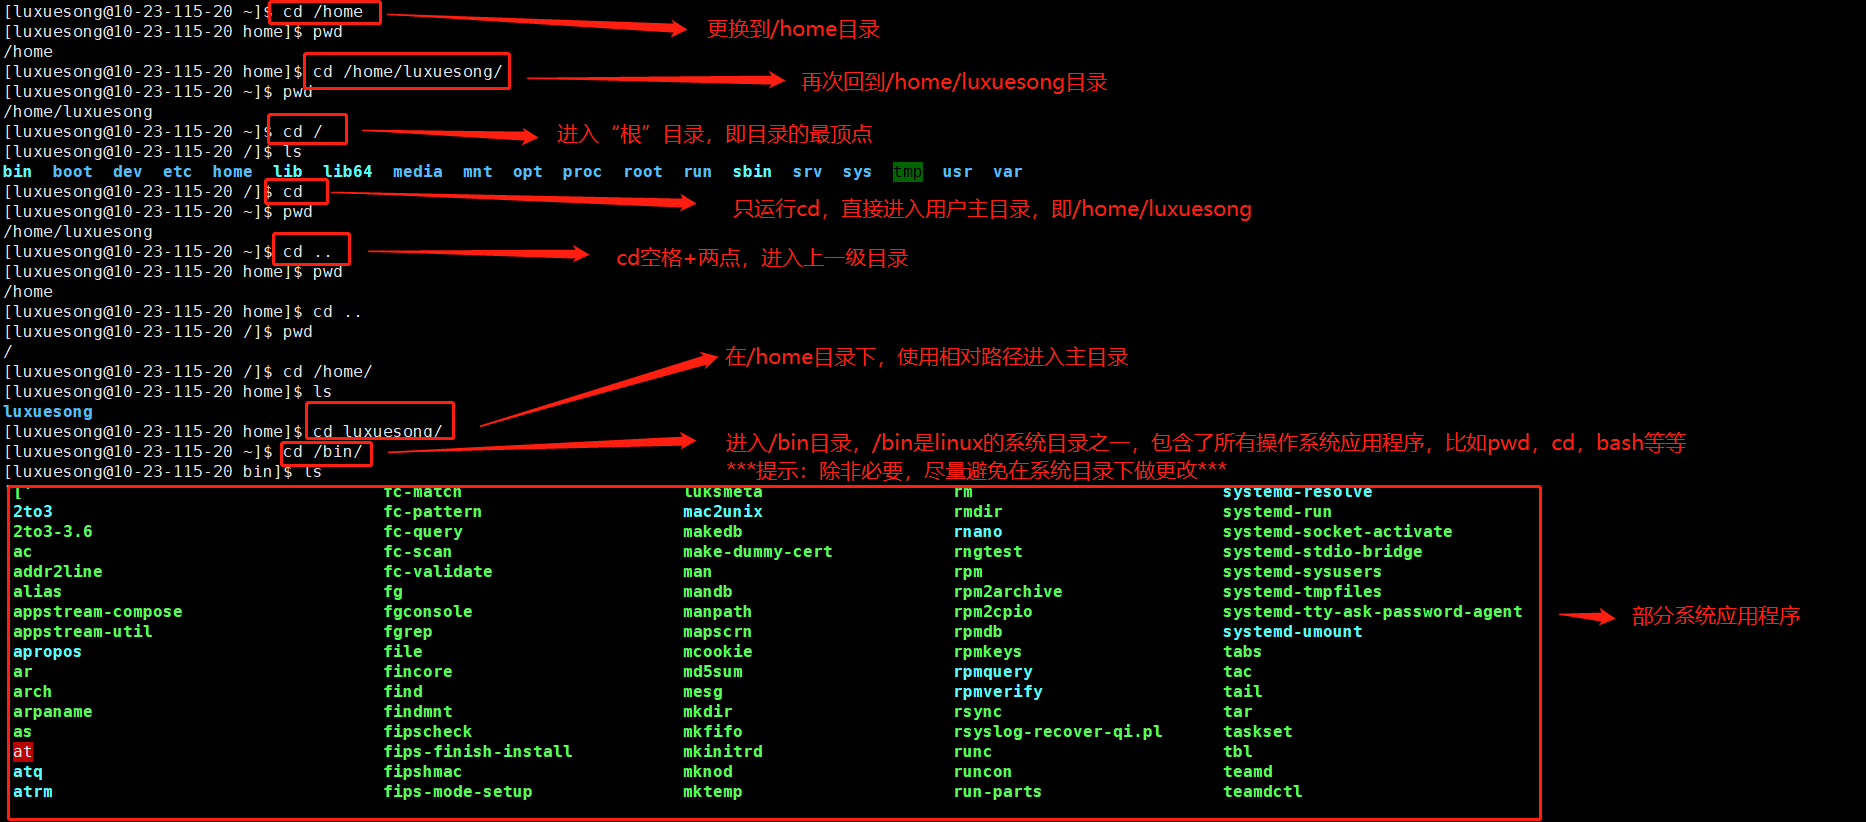 [luxuesong@10-23-115-20 ~]$ cd /home
更换到/home目录
[luxuesong@10-23-115-20 home]$ pwd
/home
[luxuesong@10-23-115-20 home]$ cd /home/luxuesong/
再次回到/home/luxuesong目录
[luxuesong@10-23-115-20 ~]$ pwd
/home/luxuesong
[luxuesong@10-23-115-20 ~]$ cd /
进入“根”目录，即目录的最顶点
[luxuesong@10-23-115-20 /]$ ls
bin boot dev etc home lib lib64 media mnt opt proc root run sbin srv sys tmp usr var
[luxuesong@10-23-115-20 /]$ cd
只运行cd，直接进入用户主目录，即/home/luxuesong
[luxuesong@10-23-115-20 ~]$ pwd
/home/luxuesong
[luxuesong@10-23-115-20 ~]$ cd ..
cd空格+两点，进入上一级目录
[luxuesong@10-23-115-20 home]$ pwd
/home
[luxuesong@10-23-115-20 home]$ cd ..
[luxuesong@10-23-115-20 /]$ pwd
/
在/home目录下，使用相对路径进入主目录
[luxuesong@10-23-115-20 /]$ cd /home/
[luxuesong@10-23-115-20 home]$ ls
luxuesong
[luxuesong@10-23-115-20 home]$ cd luxuesong/
[luxuesong@10-23-115-20 ~]$ cd /bin/
进入/bin目录，/bin是linux的系统目录之一，包含了所有操作系统应用程序，比如pwd，cd，bash等等
***提示：除非必要，尽量避免在系统目录下做更改***
[luxuesong@10-23-115-20 bin]$ ls
[ fc-match luksmeta rm systemd-resolve
2to3 fc-pattern mac2unix rmdir systemd-run
2to3-3.6 fc-query makedb rnano systemd-socket-activate
ac fc-scan make-dummy-cert rngtest systemd-stdio-bridge
addr2line fc-validate man rpm systemd-sysusers
alias fg mandb rpm2archive systemd-tmpfiles
appstream-compose fgconsole manpath rpm2cpio systemd-tty-ask-password-agent
部分系统应用程序
appstream-util fgrep mapscrn rpmdb systemd-umount
apropos file mcookie rpmkeys tabs
ar fincore md5sum rpmquery tac
arch find mesg rpmverify tail
arpaname findmnt mkdir rsync tar
as fipscheck mkfifo rsyslog-recover-qi.pl taskset
at fips-finish-install mkinitrd runc tbl
atq fipshmac mknod runcon teamd
atrm fips-mode-setup mktemp run-parts teamdctl